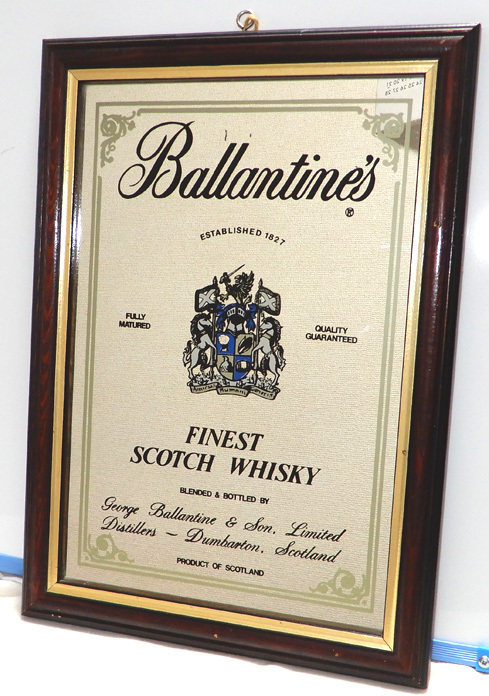 Ballantine's
®
ESTABLISHED 1827
FULLY
MATURED
QUALITY
GUARANTEED
FINEST
SCOTCH WHISKY
BLENDED & BOTTLED BY
George Ballantine & Son, Limited
Distillers – Dumbarton, Scotland
PRODUCT OF SCOTLAND